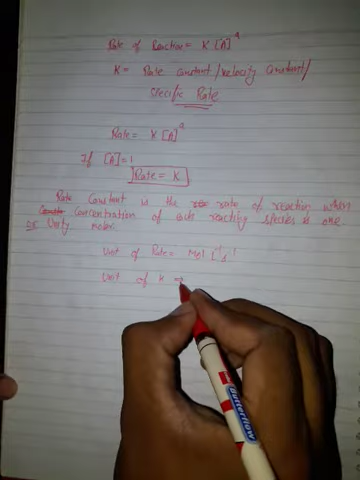 Rate of Reaction = K [A]^a
K = Rate constant / velocity constant /
specific Rate
Rate = K [A]^a
If [A] = 1
Rate = K
Rate Constant is the rate of reaction when
concentration of each reacting species is one
or Unity molar.
Unit of Rate = Mol L^-1 s^-1
Unit of K =>
Butterflow